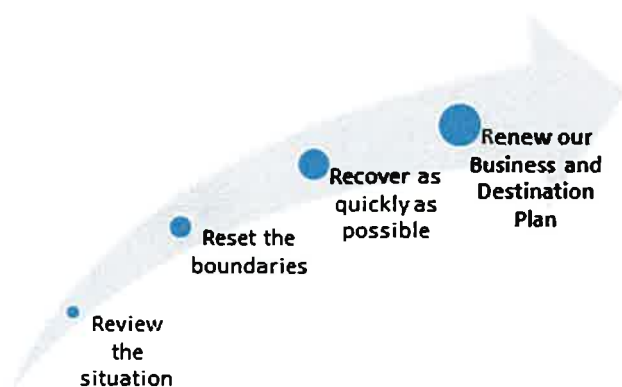 Review
the
situation
Reset the
boundaries
Recover as
quickly as
possible
Renew our
Business and
Destination
Plan